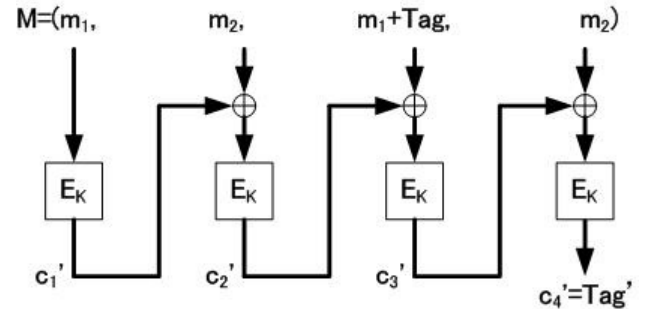 M=(m₁, m₂, m₁+Tag, m₂)
E_K E_K E_K E_K
c₁' c₂' c₃' c₄'=Tag'